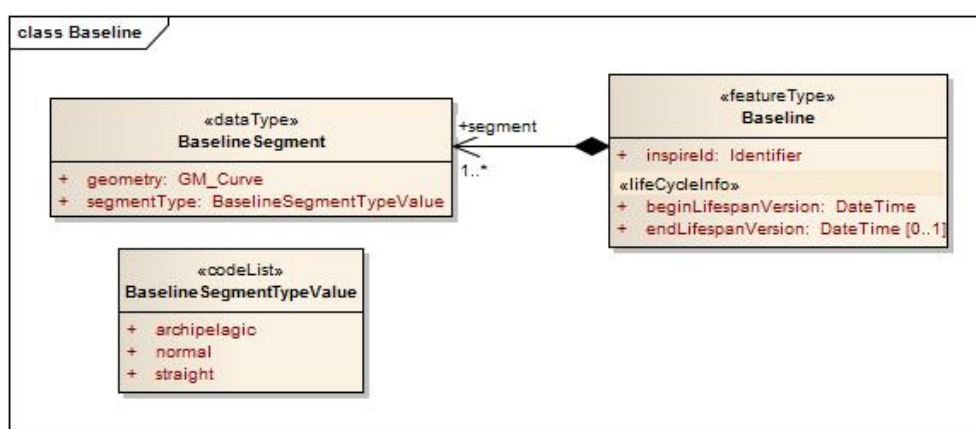 class Baseline
«dataType»
BaselineSegment
+ geometry: GM_Curve
+ segmentType: BaselineSegmentTypeValue
+segment
1..*
«featureType»
Baseline
+ inspireId: Identifier
«lifeCycleInfo»
+ beginLifespanVersion: DateTime
+ endLifespanVersion: DateTime [0..1]
«codeList»
BaselineSegmentTypeValue
+ archipelagic
+ normal
+ straight